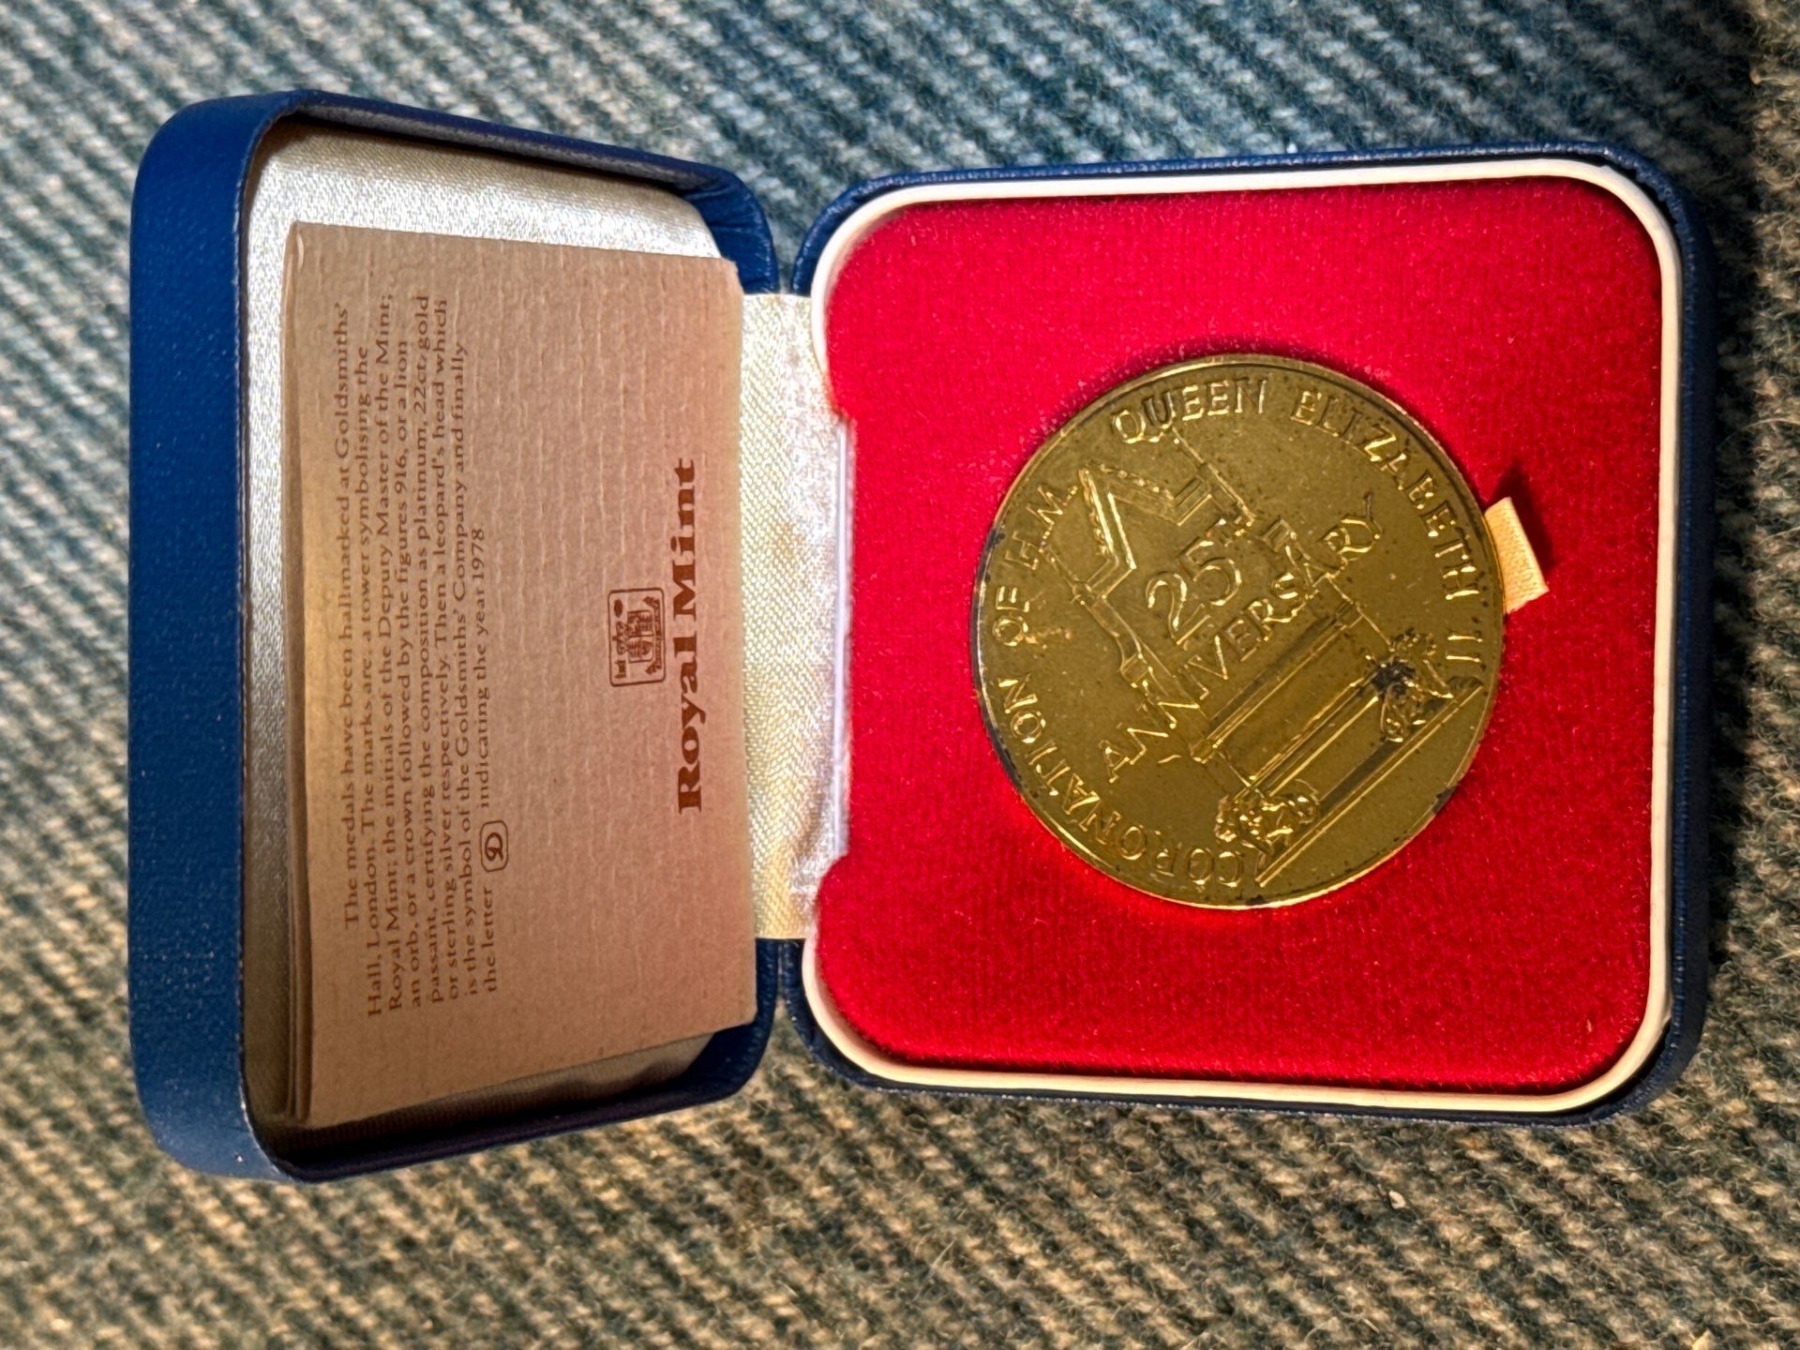 The medals have been hallmarked at Goldsmiths'
Hall, London. The marks are: a tower symbolising the
Royal Mint; the initials of the Deputy Master of the Mint;
an orb, or a crown followed by the figures 916, or a lion
passant, certifying the composition as platinum, 22ct. gold
or sterling silver respectively. Then a leopard's head which
is the symbol of the Goldsmiths' Company and finally
the letter D indicating the year 1978
Royal Mint
CORONATION OF H.M. QUEEN ELIZABETH II
25TH
ANNIVERSARY